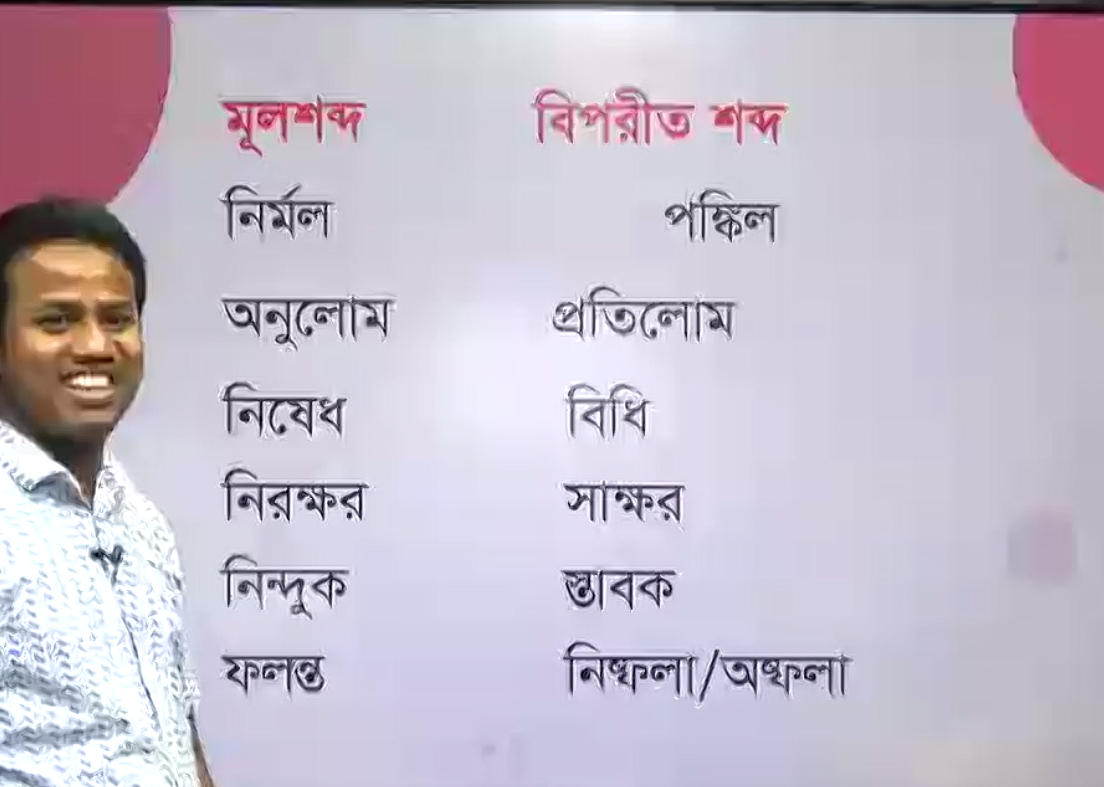 মূলশব্দ বিপরীত শব্দ
নির্মল পঙ্কিল
অনুলোম প্রতিলোম
নিষেধ বিধি
নিরক্ষর সাক্ষর
নিন্দুক স্তাবক
ফলন্ত নিষ্ফলা/অফলা